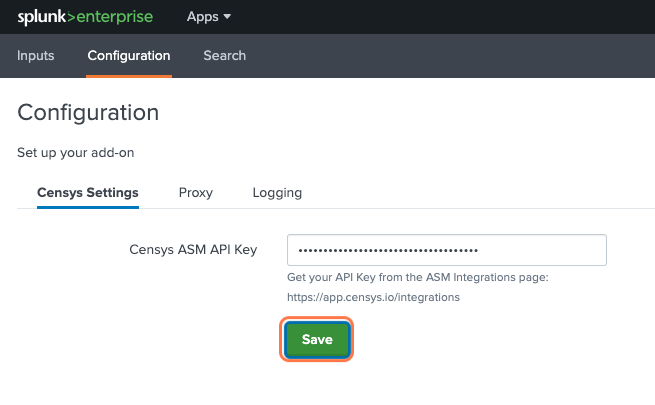 splunk>enterprise Apps
Inputs Configuration Search
Configuration
Set up your add-on
Censys Settings Proxy Logging
Censys ASM API Key ••••••••••••••••••••••••••••••••••••
Get your API Key from the ASM Integrations page:
https://app.censys.io/integrations
Save